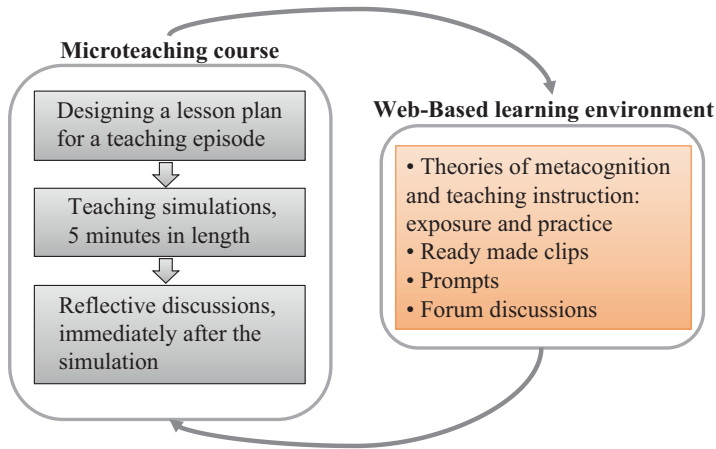 Microteaching course
Designing a lesson plan
for a teaching episode
Teaching simulations,
5 minutes in length
Reflective discussions,
immediately after the
simulation
Web-Based learning environment
• Theories of metacognition
and teaching instruction:
exposure and practice
• Ready made clips
• Prompts
• Forum discussions